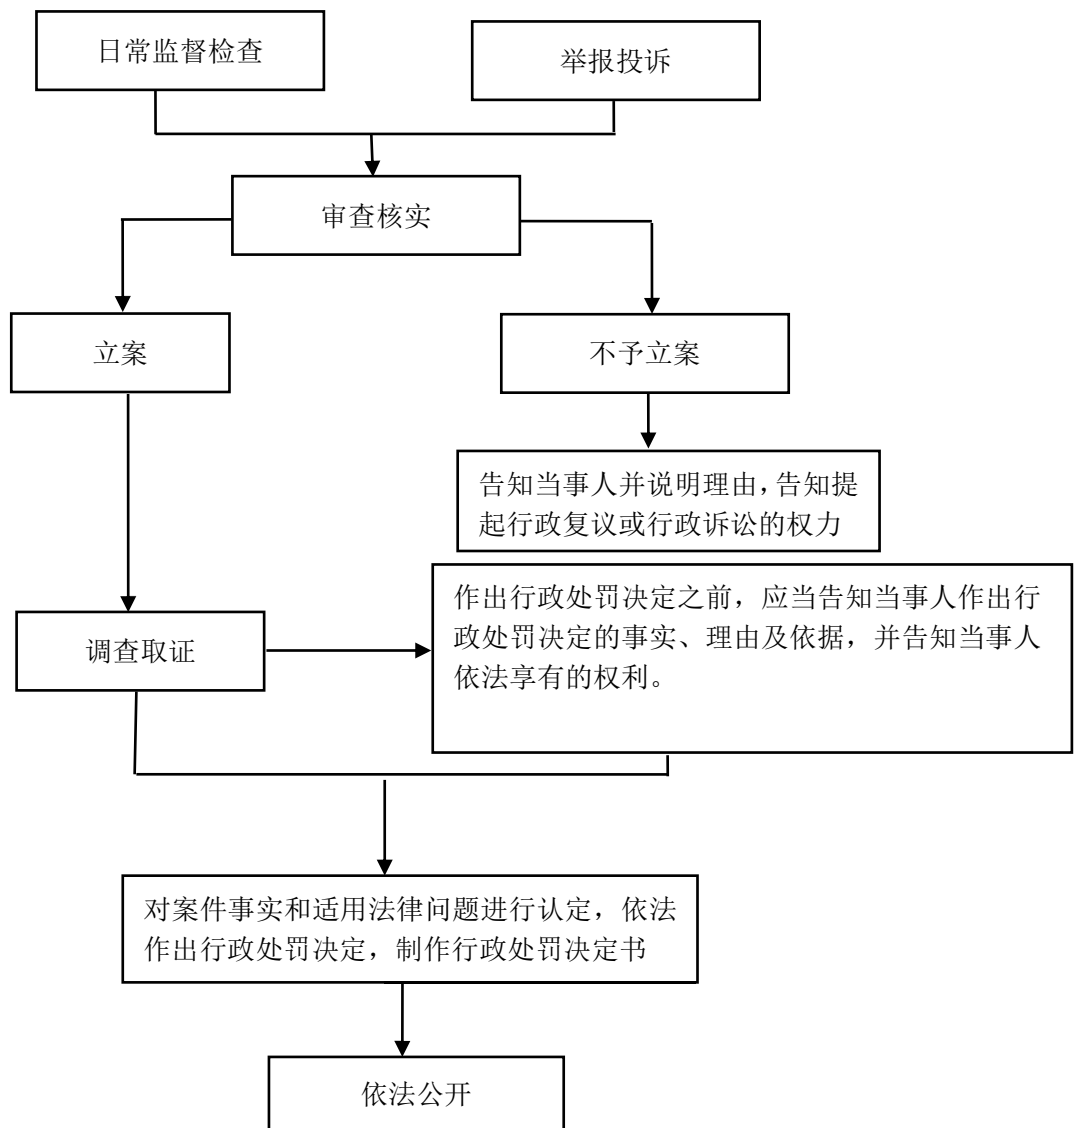 日常监督检查
举报投诉
审查核实
立案
不予立案
告知当事人并说明理由，告知提
起行政复议或行政诉讼的权力
作出行政处罚决定之前，应当告知当事人作出行
政处罚决定的事实、理由及依据，并告知当事人
依法享有的权利。
调查取证
对案件事实和适用法律问题进行认定，依法
作出行政处罚决定，制作行政处罚决定书
依法公开